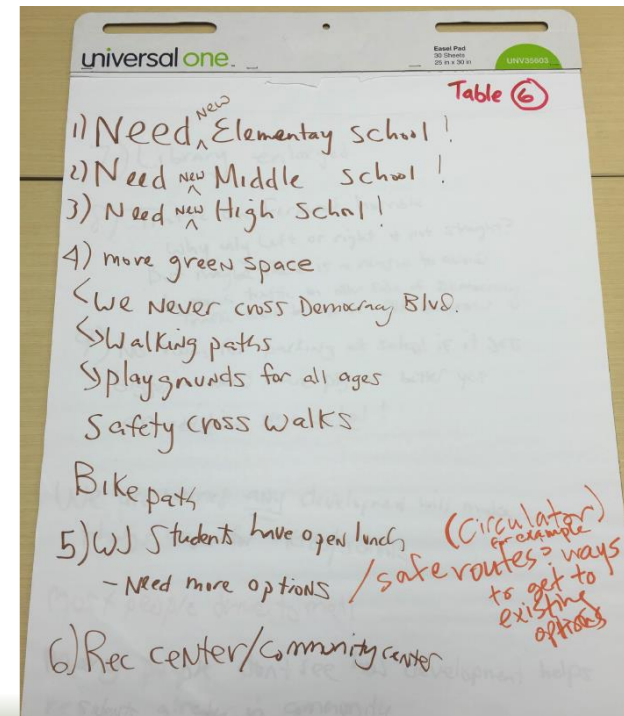 universal one
Easel Pad
30 Sheets
25 in x 30 in
UNV35603
Table 6
1) Need ^ New Elementay school!
2) Need ^ New Middle school!
3) Need ^ New High School!
4) more green space
We Never cross Democracy Blvd.
Walking paths
playgrounds for all ages
Safety cross walks
Bike path
5) WJ Students have open lunch
- Need more options / safe routes = ways
(Circulator)
for example
to get to
existing
options
6) Rec center/community center